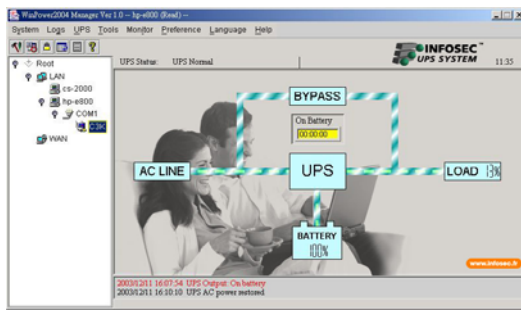 WinPower2004 Manager Ver 1.0 -- hp-e800 (Read) --
System Logs UPS Tools Monitor Preference Language Help
INFOSEC
UPS SYSTEM
Root
UPS Status: UPS Normal
11:35
LAN
cs-2000
hp-e800
COM1
C3K
WAN
BYPASS
On Battery
00:00:00
AC LINE
UPS
LOAD 13%
BATTERY
100%
www.infosec.fr
2003/12/11 16:07:54 UPS Output: On battery
2003/12/11 16:10:10 UPS AC power restored